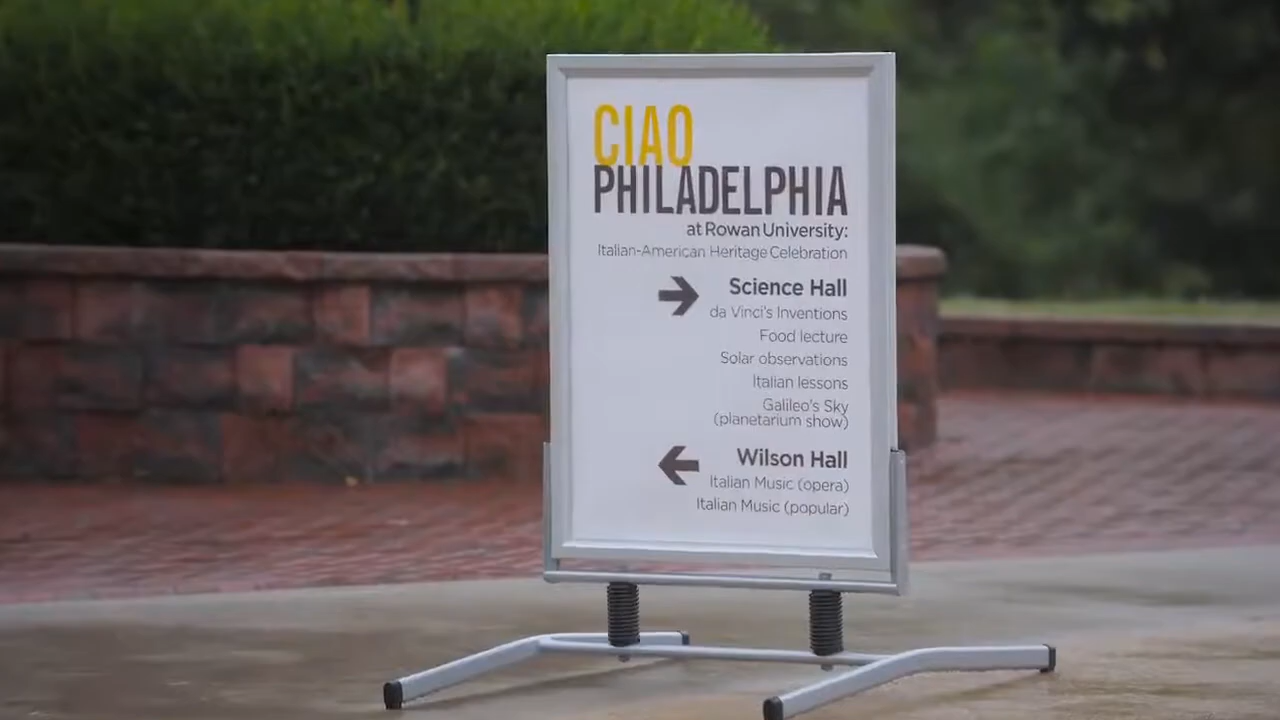 CIAO
PHILADELPHIA
at Rowan University:
Italian-American Heritage Celebration
Science Hall
da Vinci's Inventions
Food lecture
Solar observations
Italian lessons
Galileo's Sky
(planetarium show)
Wilson Hall
Italian Music (opera)
Italian Music (popular)